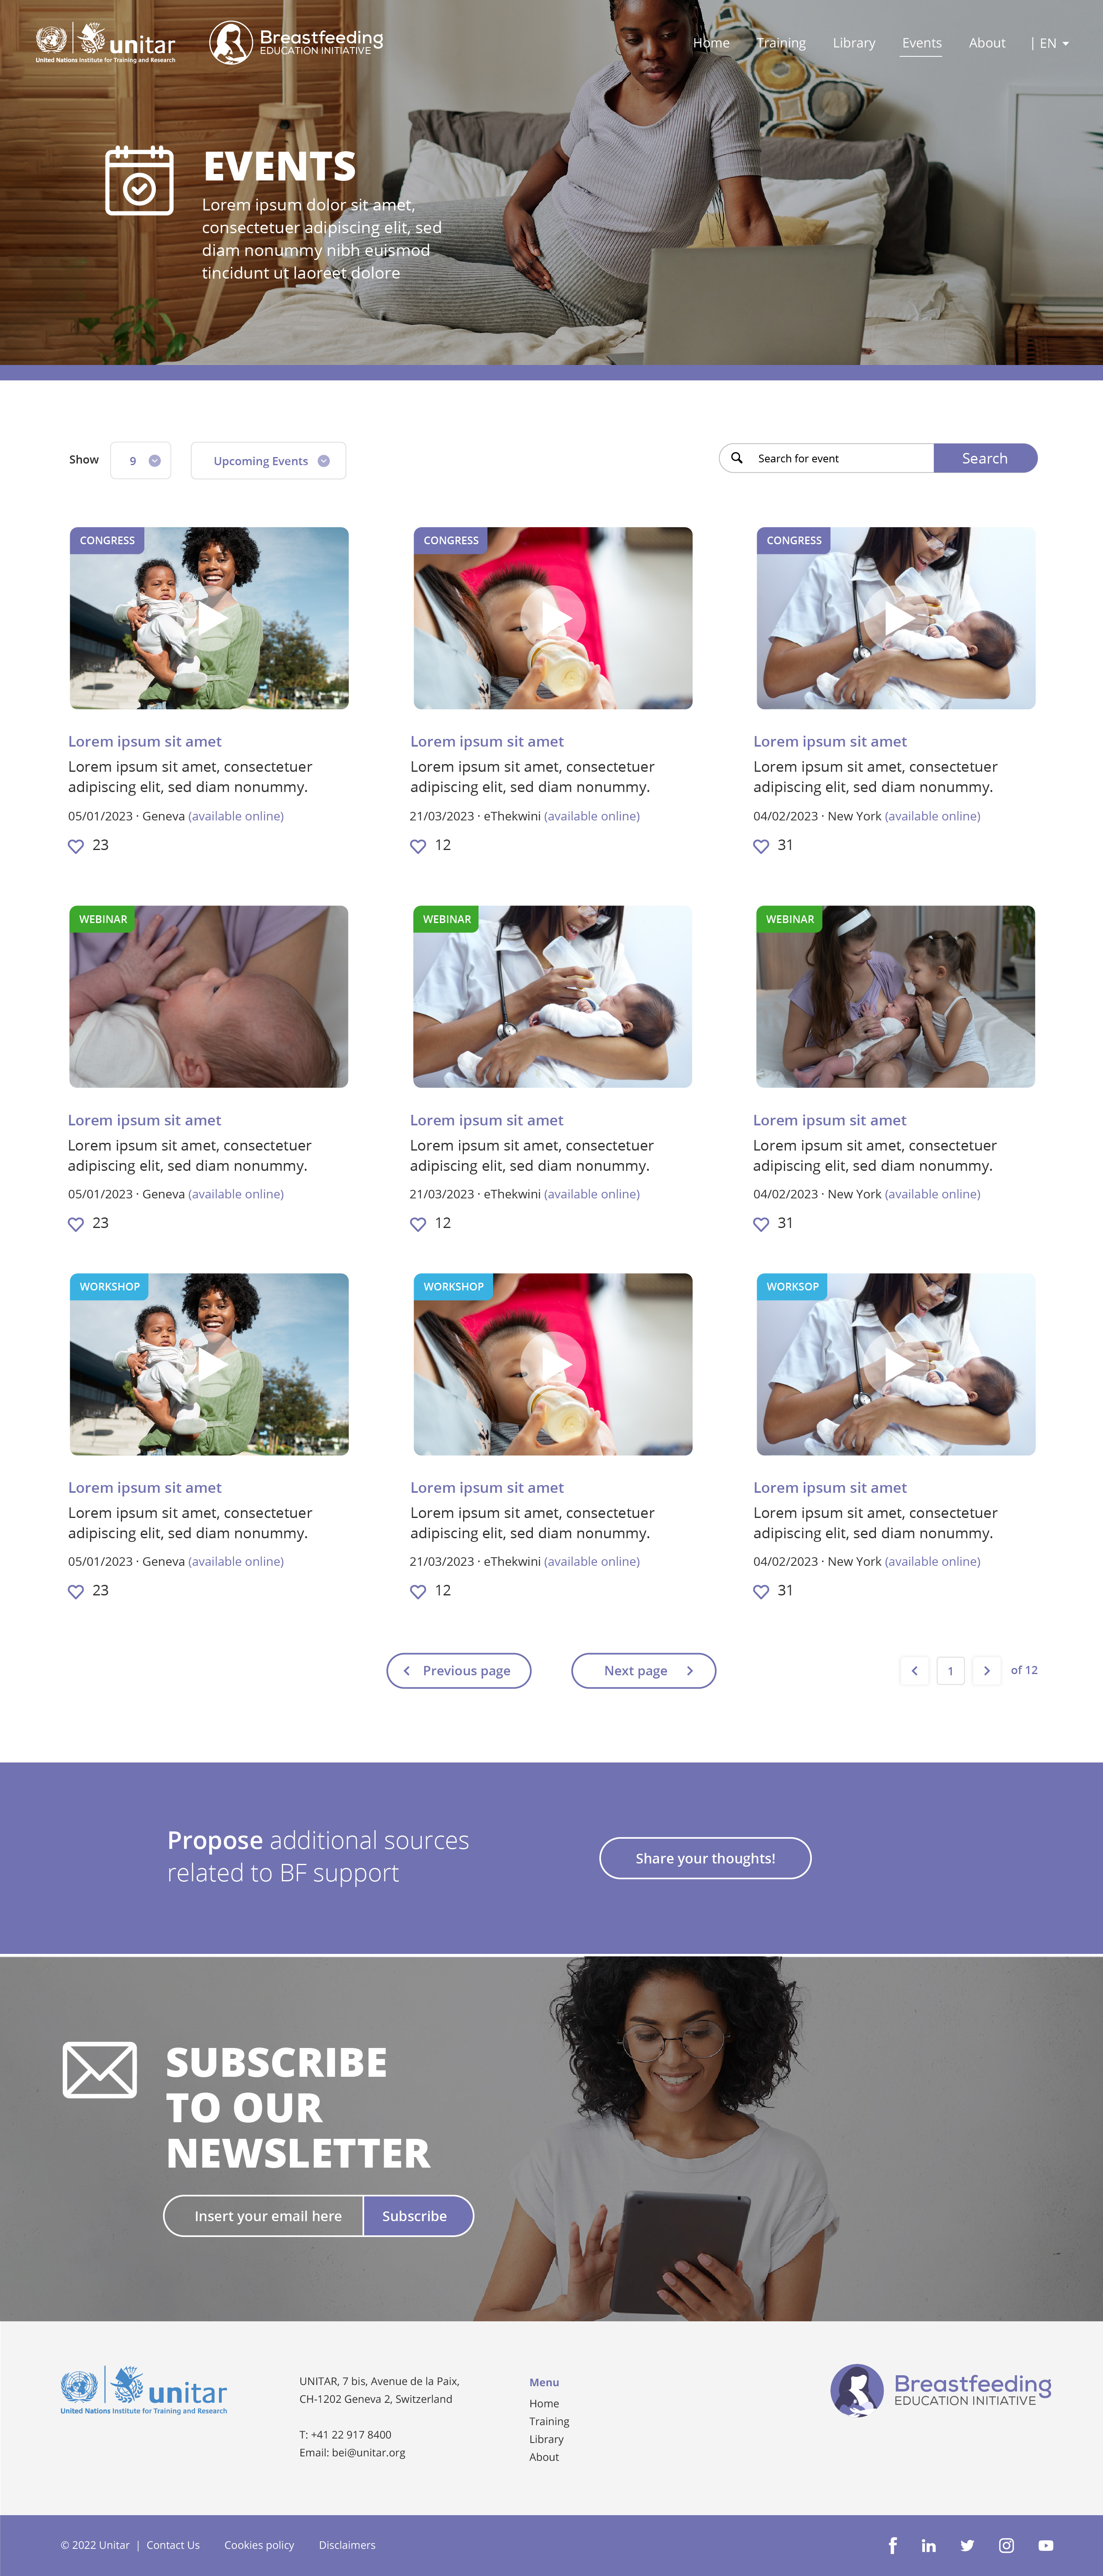 unitar
United Nations Institute for Training and Research
Breastfeeding
EDUCATION INITIATIVE
Home Training Library Events About | EN
EVENTS
Lorem ipsum dolor sit amet,
consectetuer adipiscing elit, sed
diam nonummy nibh euismod
tincidunt ut laoreet dolore
Show 9 Upcoming Events Search for event Search
CONGRESS CONGRESS CONGRESS
Lorem ipsum sit amet
Lorem ipsum sit amet, consectetuer
adipiscing elit, sed diam nonummy.
05/01/2023 · Geneva (available online)
23
Lorem ipsum sit amet
Lorem ipsum sit amet, consectetuer
adipiscing elit, sed diam nonummy.
21/03/2023 · eThekwini (available online)
12
Lorem ipsum sit amet
Lorem ipsum sit amet, consectetuer
adipiscing elit, sed diam nonummy.
04/02/2023 · New York (available online)
31
WEBINAR WEBINAR WEBINAR
Lorem ipsum sit amet
Lorem ipsum sit amet, consectetuer
adipiscing elit, sed diam nonummy.
05/01/2023 · Geneva (available online)
23
Lorem ipsum sit amet
Lorem ipsum sit amet, consectetuer
adipiscing elit, sed diam nonummy.
21/03/2023 · eThekwini (available online)
12
Lorem ipsum sit amet
Lorem ipsum sit amet, consectetuer
adipiscing elit, sed diam nonummy.
04/02/2023 · New York (available online)
31
WORKSHOP WORKSHOP WORKSOP
Lorem ipsum sit amet
Lorem ipsum sit amet, consectetuer
adipiscing elit, sed diam nonummy.
05/01/2023 · Geneva (available online)
23
Lorem ipsum sit amet
Lorem ipsum sit amet, consectetuer
adipiscing elit, sed diam nonummy.
21/03/2023 · eThekwini (available online)
12
Lorem ipsum sit amet
Lorem ipsum sit amet, consectetuer
adipiscing elit, sed diam nonummy.
04/02/2023 · New York (available online)
31
Previous page Next page 1 of 12
Propose additional sources
related to BF support
Share your thoughts!
SUBSCRIBE
TO OUR
NEWSLETTER
Insert your email here Subscribe
unitar
United Nations Institute for Training and Research
UNITAR, 7 bis, Avenue de la Paix,
CH-1202 Geneva 2, Switzerland
T: +41 22 917 8400
Email: bei@unitar.org
Menu
Home
Training
Library
About
Breastfeeding
EDUCATION INITIATIVE
© 2022 Unitar | Contact Us Cookies policy Disclaimers